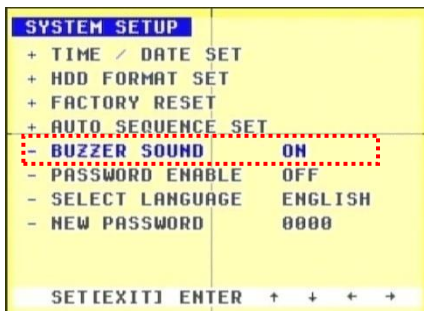 SYSTEM SETUP
+ TIME / DATE SET
+ HDD FORMAT SET
+ FACTORY RESET
+ AUTO SEQUENCE SET
- BUZZER SOUND ON
- PASSWORD ENABLE OFF
- SELECT LANGUAGE ENGLISH
- NEW PASSWORD 0000
SET[EXIT] ENTER ↑ ↓ ← →